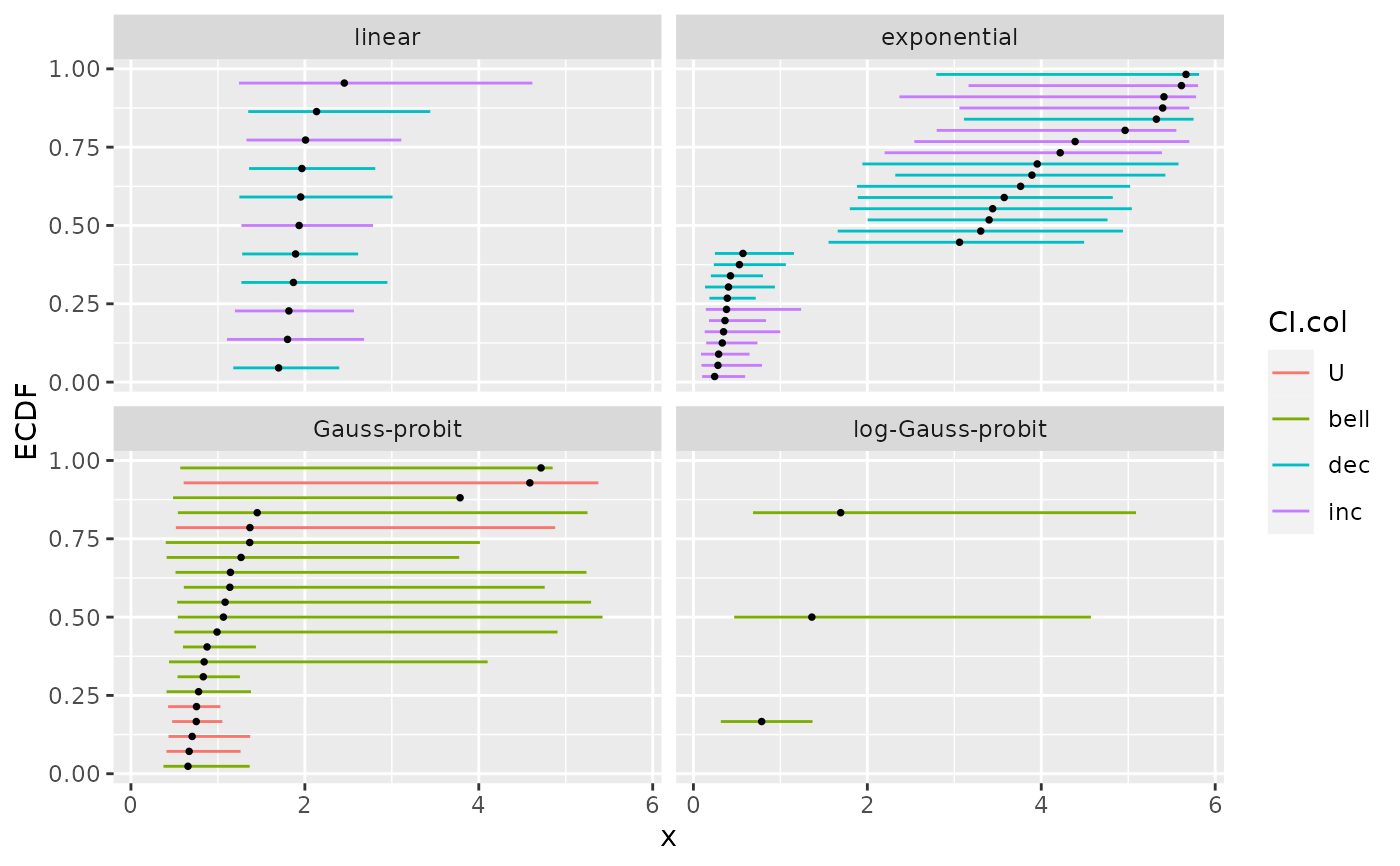 linear
exponential
1.00
0.75
0.50
0.25
0.00
Gauss-probit
log-Gauss-probit
1.00
0.75
0.50
0.25
0.00
0 2 4 6
0 2 4 6
x
ECDF
CI.col
U
bell
dec
inc